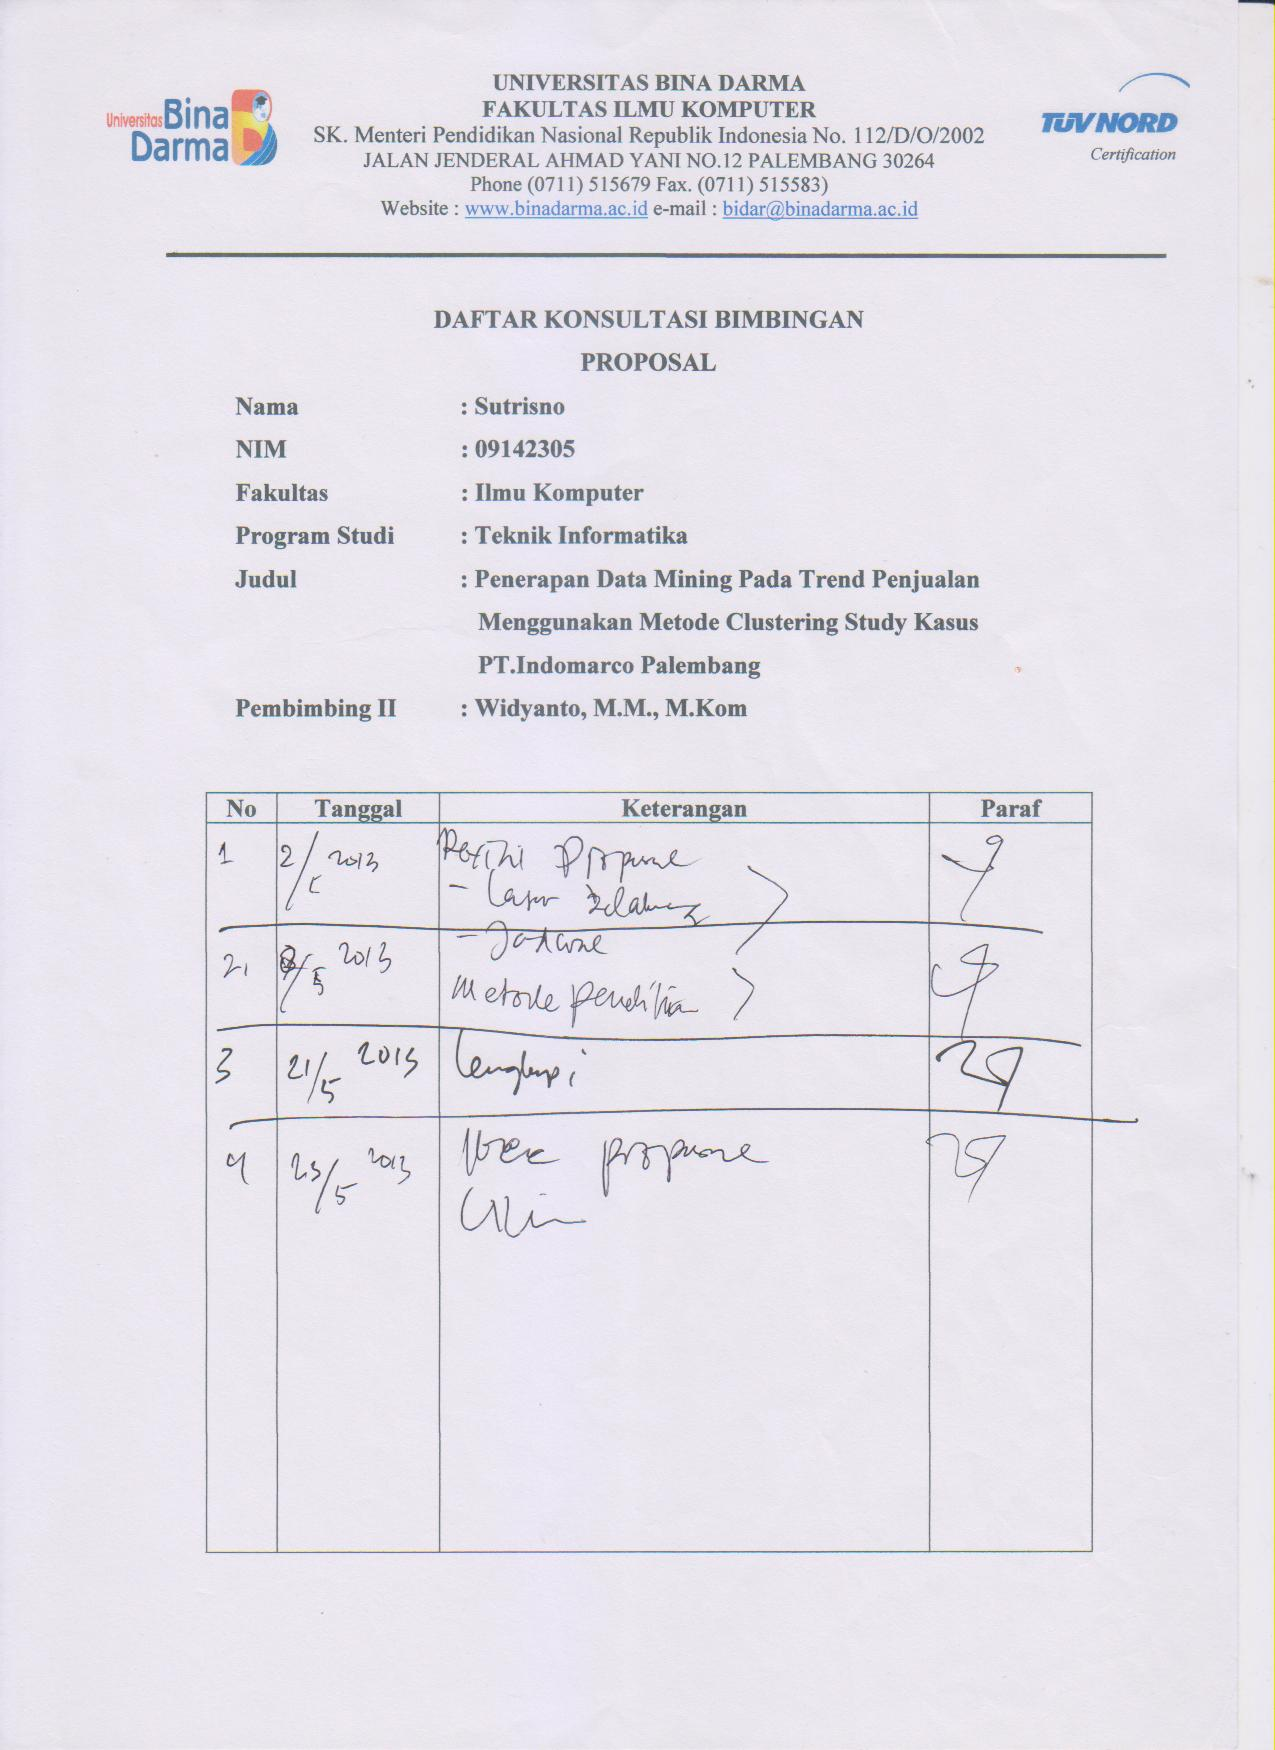 Universitas Bina
Darma
UNIVERSITAS BINA DARMA
FAKULTAS ILMU KOMPUTER
SK. Menteri Pendidikan Nasional Republik Indonesia No. 112/D/O/2002
JALAN JENDERAL AHMAD YANI NO.12 PALEMBANG 30264
Phone (0711) 515679 Fax. (0711) 515583)
Website : www.binadarma.ac.id e-mail : bidar@binadarma.ac.id
TÜV NORD
Certification
DAFTAR KONSULTASI BIMBINGAN
PROPOSAL
Nama : Sutrisno
NIM : 09142305
Fakultas : Ilmu Komputer
Program Studi : Teknik Informatika
Judul : Penerapan Data Mining Pada Trend Penjualan
Menggunakan Metode Clustering Study Kasus
PT.Indomarco Palembang
Pembimbing II : Widyanto, M.M., M.Kom
No Tanggal Keterangan Paraf
1 2/5 2013
- Latar Belakang
2. 8/5 2013
Metode penelitian
3 21/5 2013 Lengkapi
4 23/5 2013